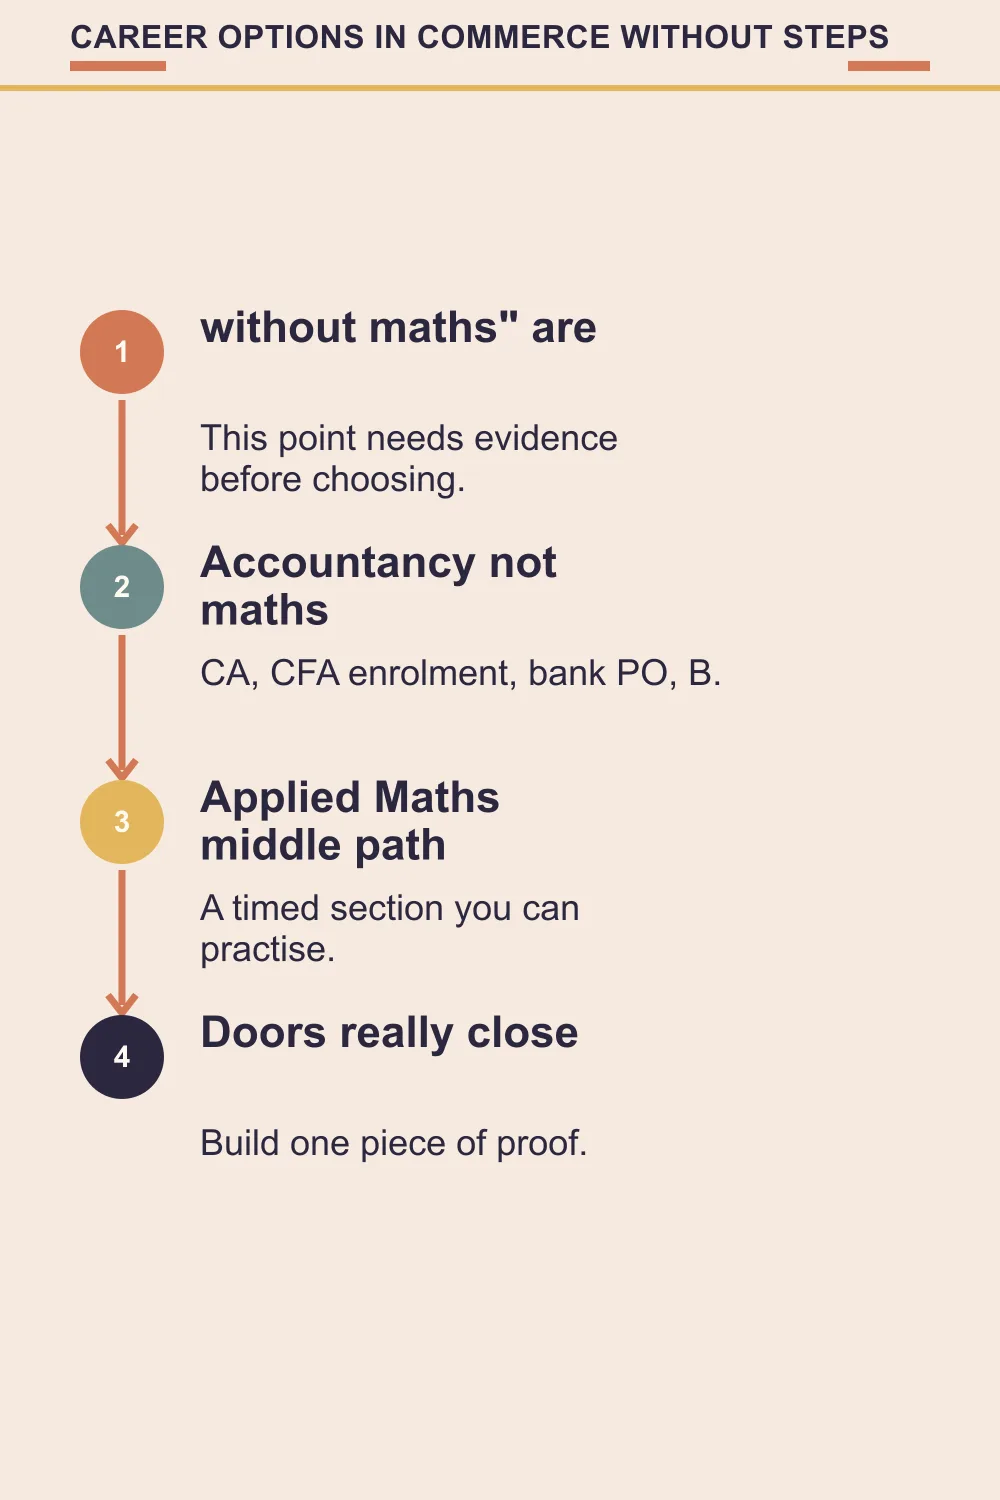 CAREER OPTIONS IN COMMERCE WITHOUT STEPS
1
without maths" are
This point needs evidence
before choosing.
2
Accountancy not
maths
CA, CFA enrolment, bank PO, B.
3
Applied Maths
middle path
A timed section you can
practise.
4
Doors really close
Build one piece of proof.